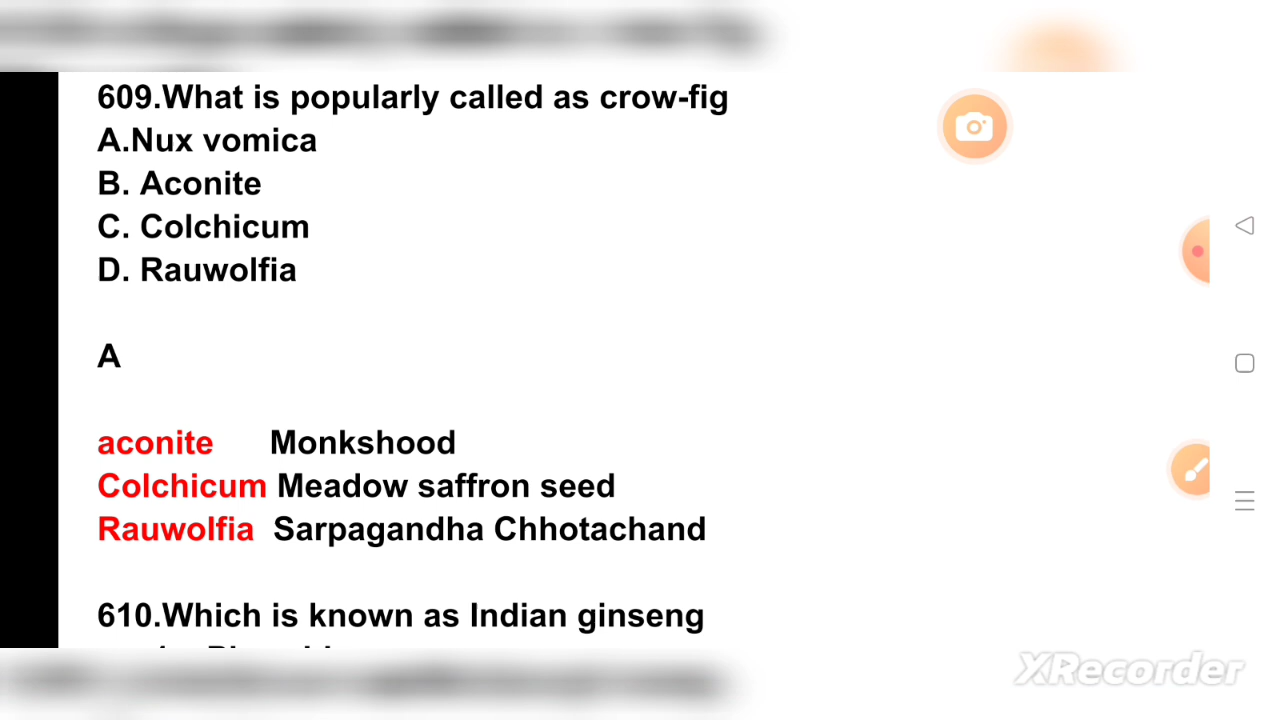 609.What is popularly called as crow-fig
A.Nux vomica
B. Aconite
C. Colchicum
D. Rauwolfia
A
aconite Monkshood
Colchicum Meadow saffron seed
Rauwolfia Sarpagandha Chhotachand
610.Which is known as Indian ginseng
XRecorder